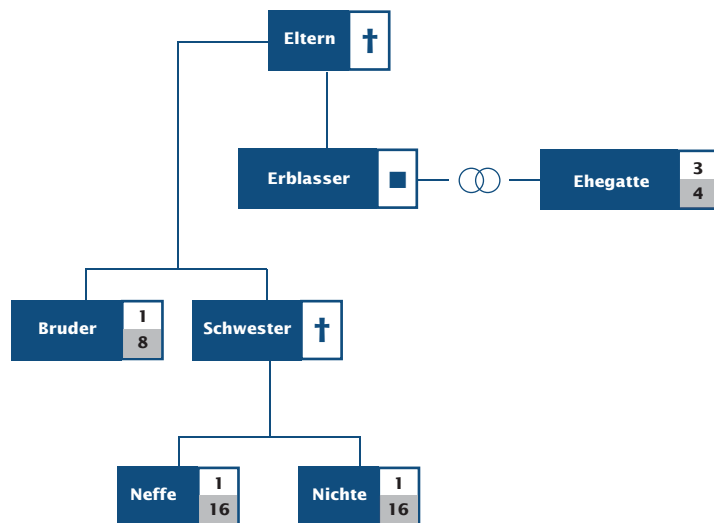 Eltern †
Erblasser
Ehegatte 3 4
Bruder 1 8
Schwester †
Neffe 1 16
Nichte 1 16